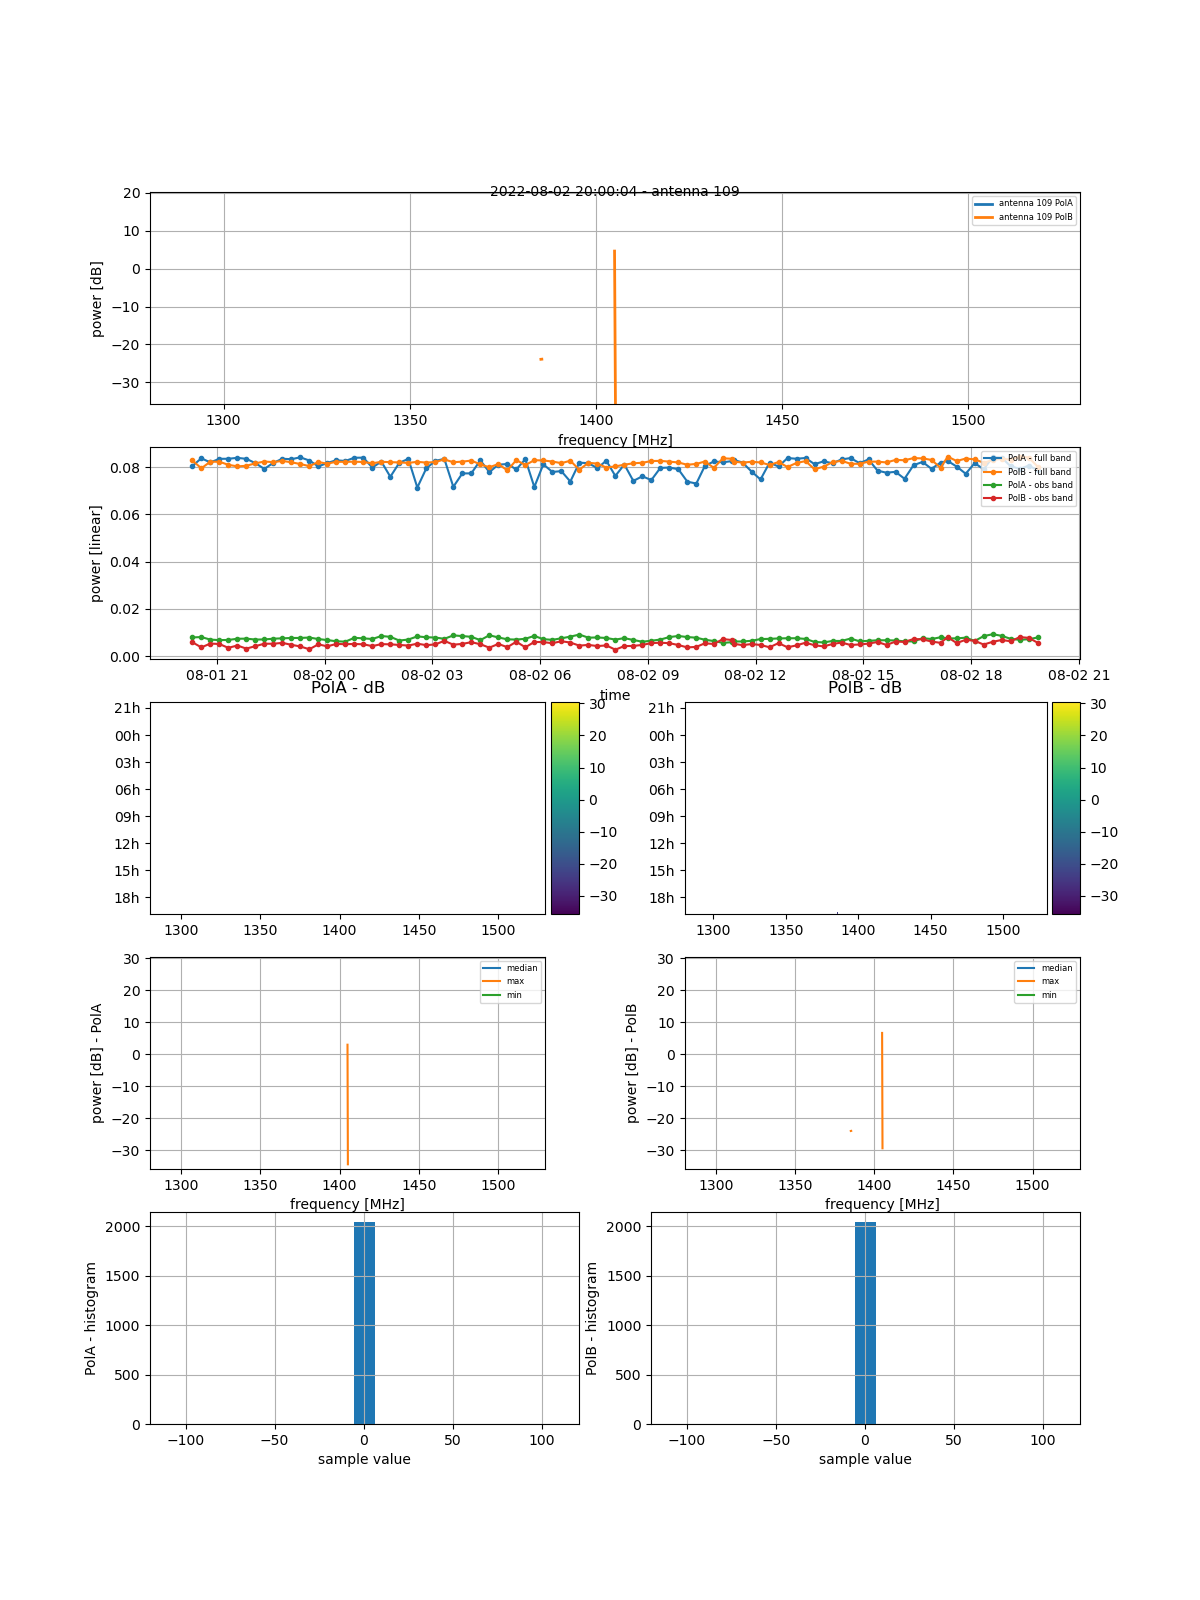 2022-08-02 20:00:04 - antenna 109
20
10
0
−10
−20
−30
power [dB]
antenna 109 PolA
antenna 109 PolB
1300 1350 1400 1450 1500
frequency [MHz]
0.08
0.06
0.04
0.02
0.00
power [linear]
PolA - full band
PolB - full band
PolA - obs band
PolB - obs band
08-01 21 08-02 00 08-02 03 08-02 06 08-02 09 08-02 12 08-02 15 08-02 18 08-02 21
time
PolA - dB
21h
00h
03h
06h
09h
12h
15h
18h
1300 1350 1400 1450 1500
30
20
10
0
−10
−20
−30
PolB - dB
21h
00h
03h
06h
09h
12h
15h
18h
1300 1350 1400 1450 1500
30
20
10
0
−10
−20
−30
30
20
10
0
−10
−20
−30
power [dB] - PolA
median
max
min
1300 1350 1400 1450 1500
frequency [MHz]
30
20
10
0
−10
−20
−30
power [dB] - PolB
median
max
min
1300 1350 1400 1450 1500
frequency [MHz]
2000
1500
1000
500
0
PolA - histogram
−100 −50 0 50 100
sample value
2000
1500
1000
500
0
PolB - histogram
−100 −50 0 50 100
sample value